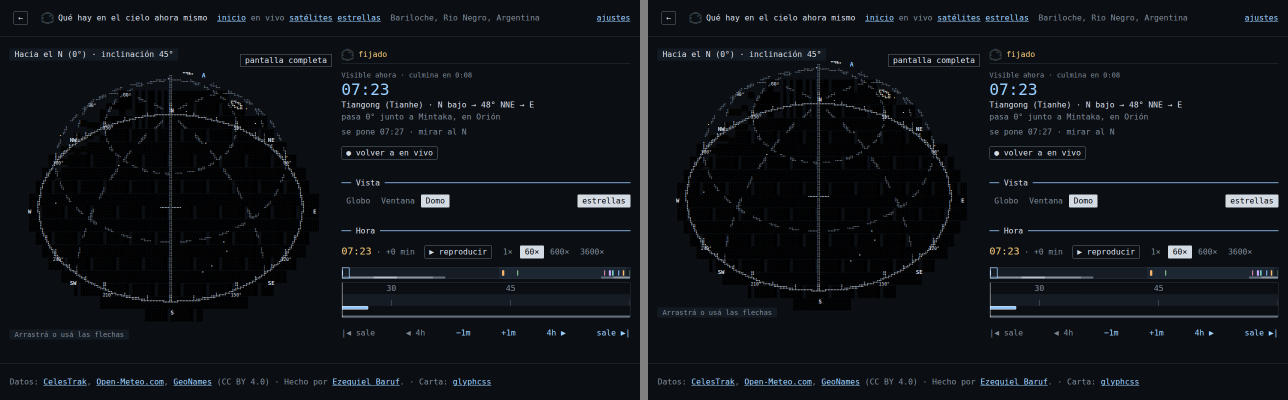 ← Qué hay en el cielo ahora mismo inicio en vivo satélites estrellas Bariloche, Rio Negro, Argentina ajustes
Hacia el N (0°) · inclinación 45°
pantalla completa
A
60°
N
NW
NE
W
E
240°
SW
SE
210°
150°
S
Arrastrá o usá las flechas
fijado
Visible ahora · culmina en 0:08
07:23
Tiangong (Tianhe) · N bajo → 48° NNE → E
pasa 0° junto a Mintaka, en Orión
se pone 07:27 · mirar al N
● volver a en vivo
Vista
Globo Ventana Domo estrellas
Hora
07:23 · +0 min ▶ reproducir 1× 60× 600× 3600×
30 45
|◀ sale ◀ 4h −1m +1m 4h ▶ sale ▶|
Datos: CelesTrak, Open-Meteo.com, GeoNames (CC BY 4.0) · Hecho por Ezequiel Baruf. · Carta: glyphcss
← Qué hay en el cielo ahora mismo inicio en vivo satélites estrellas Bariloche, Rio Negro, Argentina ajustes
Hacia el N (0°) · inclinación 45°
pantalla completa
A
60°
N
NW
NE
W
E
240°
SW
SE
210°
150°
S
Arrastrá o usá las flechas
fijado
Visible ahora · culmina en 0:08
07:23
Tiangong (Tianhe) · N bajo → 48° NNE → E
pasa 0° junto a Mintaka, en Orión
se pone 07:27 · mirar al N
● volver a en vivo
Vista
Globo Ventana Domo estrellas
Hora
07:23 · +0 min ▶ reproducir 1× 60× 600× 3600×
30 45
|◀ sale ◀ 4h −1m +1m 4h ▶ sale ▶|
Datos: CelesTrak, Open-Meteo.com, GeoNames (CC BY 4.0) · Hecho por Ezequiel Baruf. · Carta: glyphcss